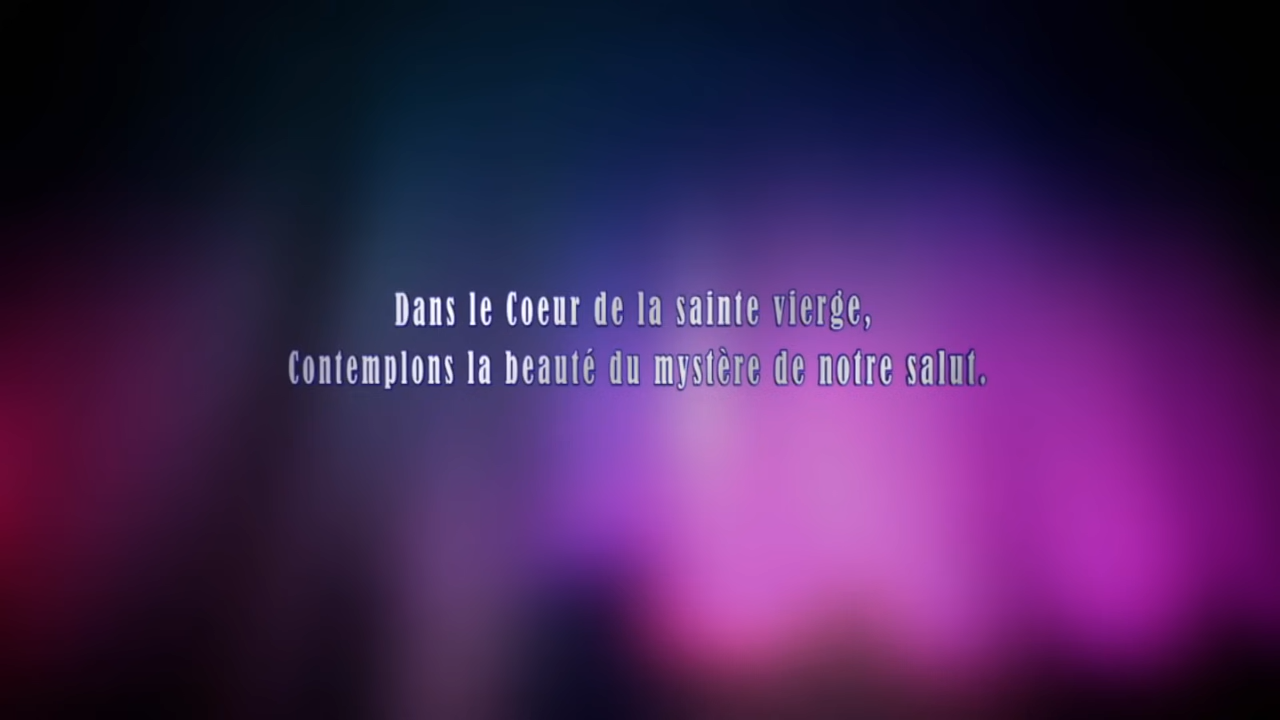 Dans le Coeur de la sainte vierge,
Contemplons la beauté du mystère de notre salut.